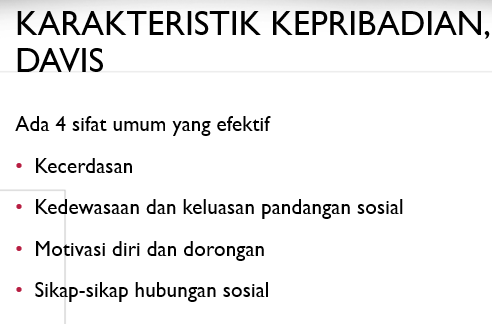 KARAKTERISTIK KEPRIBADIAN,
DAVIS
Ada 4 sifat umum yang efektif
• Kecerdasan
• Kedewasaan dan keluasan pandangan sosial
• Motivasi diri dan dorongan
• Sikap-sikap hubungan sosial